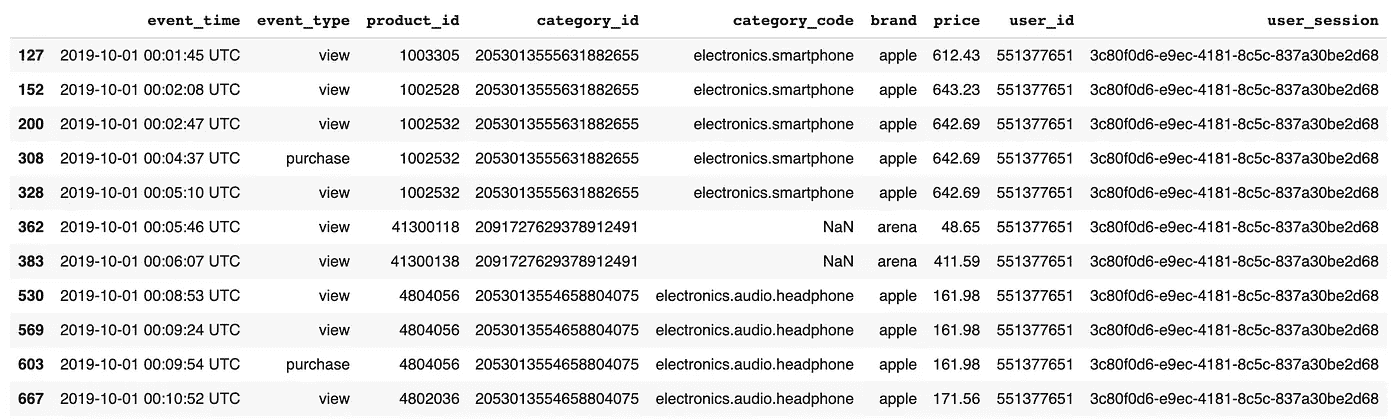 event_time event_type product_id category_id category_code brand price user_id user_session
127 2019-10-01 00:01:45 UTC view 1003305 2053013555631882655 electronics.smartphone apple 612.43 551377651 3c80f0d6-e9ec-4181-8c5c-837a30be2d68
152 2019-10-01 00:02:08 UTC view 1002528 2053013555631882655 electronics.smartphone apple 643.23 551377651 3c80f0d6-e9ec-4181-8c5c-837a30be2d68
200 2019-10-01 00:02:47 UTC view 1002532 2053013555631882655 electronics.smartphone apple 642.69 551377651 3c80f0d6-e9ec-4181-8c5c-837a30be2d68
308 2019-10-01 00:04:37 UTC purchase 1002532 2053013555631882655 electronics.smartphone apple 642.69 551377651 3c80f0d6-e9ec-4181-8c5c-837a30be2d68
328 2019-10-01 00:05:10 UTC view 1002532 2053013555631882655 electronics.smartphone apple 642.69 551377651 3c80f0d6-e9ec-4181-8c5c-837a30be2d68
362 2019-10-01 00:05:46 UTC view 41300118 2091727629378912491 NaN arena 48.65 551377651 3c80f0d6-e9ec-4181-8c5c-837a30be2d68
383 2019-10-01 00:06:07 UTC view 41300138 2091727629378912491 NaN arena 411.59 551377651 3c80f0d6-e9ec-4181-8c5c-837a30be2d68
530 2019-10-01 00:08:53 UTC view 4804056 2053013554658804075 electronics.audio.headphone apple 161.98 551377651 3c80f0d6-e9ec-4181-8c5c-837a30be2d68
569 2019-10-01 00:09:24 UTC view 4804056 2053013554658804075 electronics.audio.headphone apple 161.98 551377651 3c80f0d6-e9ec-4181-8c5c-837a30be2d68
603 2019-10-01 00:09:54 UTC purchase 4804056 2053013554658804075 electronics.audio.headphone apple 161.98 551377651 3c80f0d6-e9ec-4181-8c5c-837a30be2d68
667 2019-10-01 00:10:52 UTC view 4802036 2053013554658804075 electronics.audio.headphone apple 171.56 551377651 3c80f0d6-e9ec-4181-8c5c-837a30be2d68